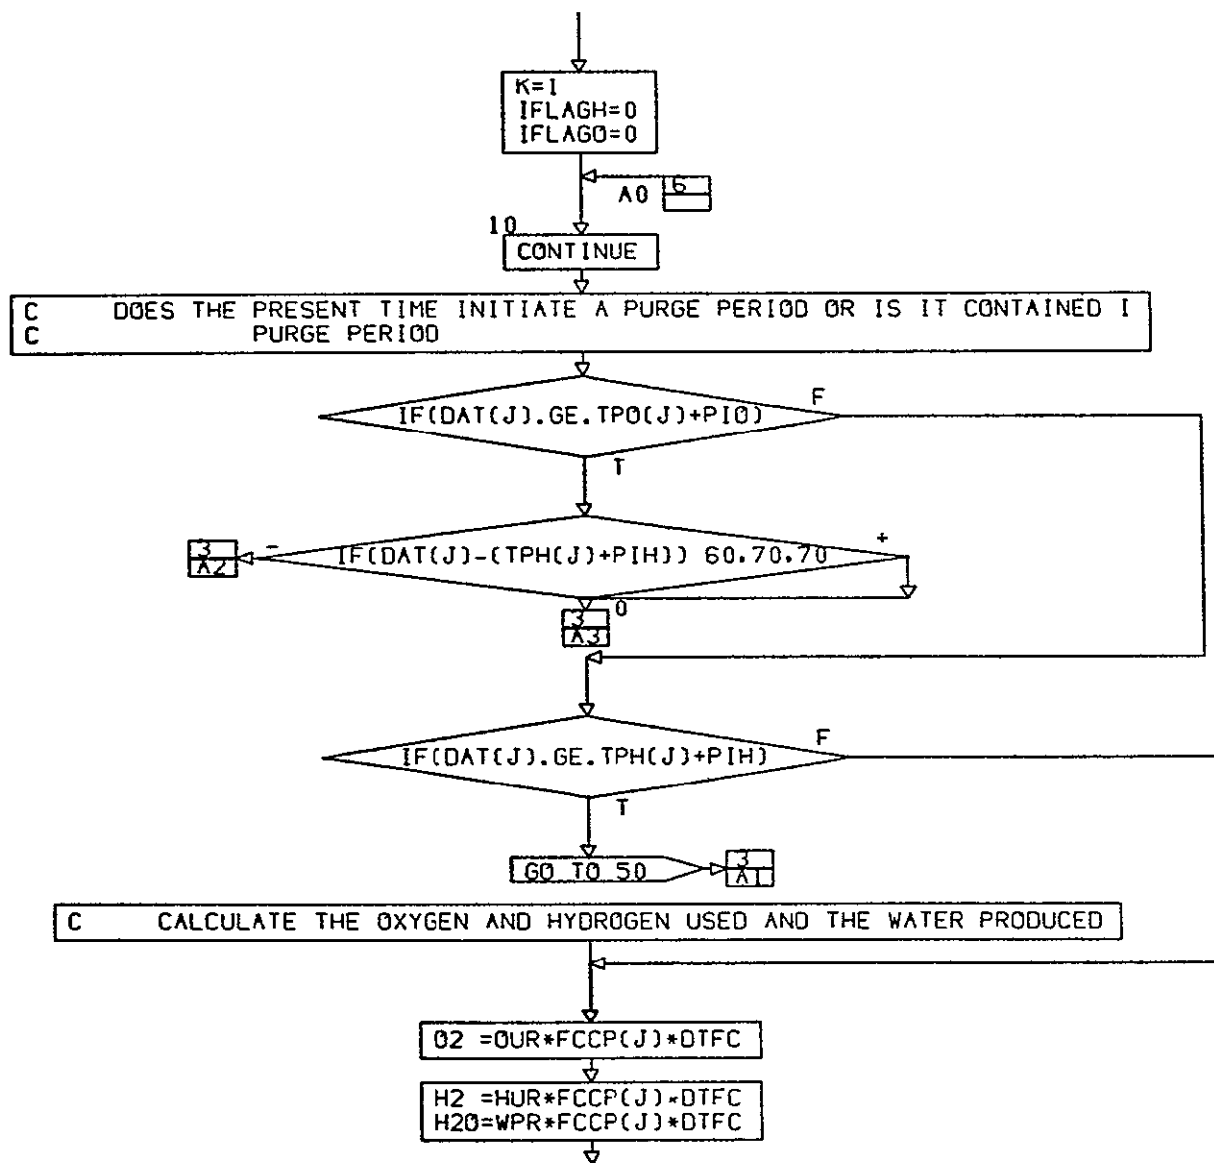 K=1
IFLAGH=0
IFLAGO=0
6
A0
10
CONTINUE
C DOES THE PRESENT TIME INITIATE A PURGE PERIOD OR IS IT CONTAINED I
C PURGE PERIOD
F
IF(DAT(J).GE.TPO(J)+PIO)
T
3
A2
-
IF(DAT(J)-(TPH(J)+PIH)) 60.70.70
+
0
3
A3
F
IF(DAT(J).GE.TPH(J)+PIH)
T
GO TO 50
3
A1
C CALCULATE THE OXYGEN AND HYDROGEN USED AND THE WATER PRODUCED
O2 =OUR*FCCP(J)*DTFC
H2 =HUR*FCCP(J)*DTFC
H2O=WPR*FCCP(J)*DTFC